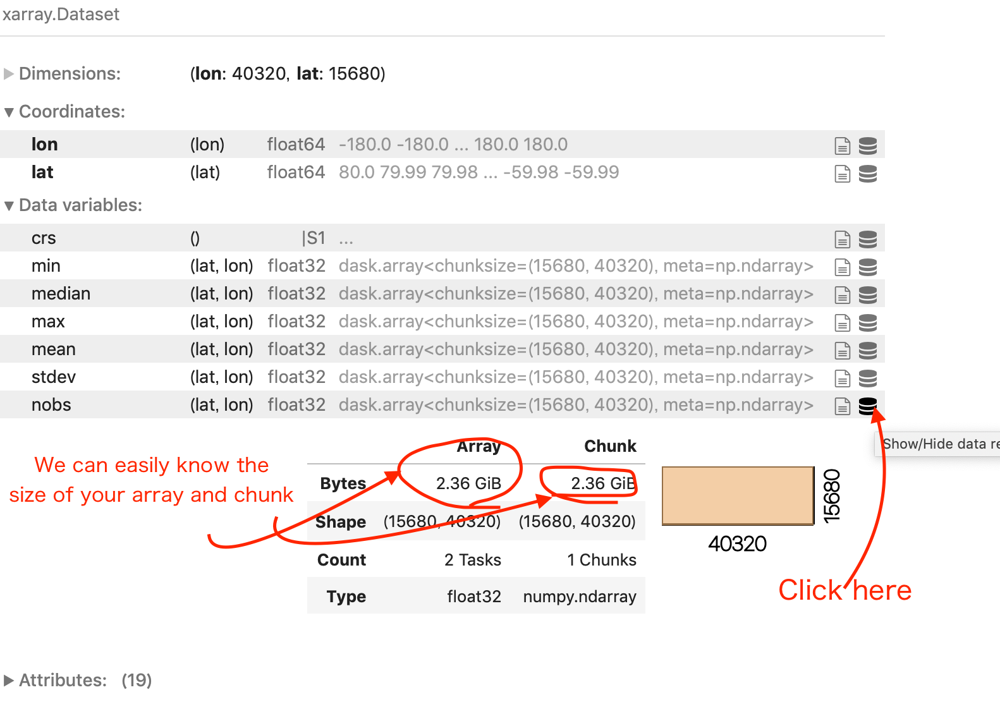 xarray.Dataset
▶ Dimensions: (lon: 40320, lat: 15680)
▼ Coordinates:
lon (lon) float64 -180.0 -180.0 ... 180.0 180.0
lat (lat) float64 80.0 79.99 79.98 ... -59.98 -59.99
▼ Data variables:
crs () |S1 ...
min (lat, lon) float32 dask.array<chunksize=(15680, 40320), meta=np.ndarray>
median (lat, lon) float32 dask.array<chunksize=(15680, 40320), meta=np.ndarray>
max (lat, lon) float32 dask.array<chunksize=(15680, 40320), meta=np.ndarray>
mean (lat, lon) float32 dask.array<chunksize=(15680, 40320), meta=np.ndarray>
stdev (lat, lon) float32 dask.array<chunksize=(15680, 40320), meta=np.ndarray>
nobs (lat, lon) float32 dask.array<chunksize=(15680, 40320), meta=np.ndarray>
Show/Hide data re
We can easily know the
size of your array and chunk
Array Chunk
Bytes 2.36 GiB 2.36 GiB
Shape (15680, 40320) (15680, 40320)
Count 2 Tasks 1 Chunks
Type float32 numpy.ndarray
15680
40320
Click here
▶ Attributes: (19)